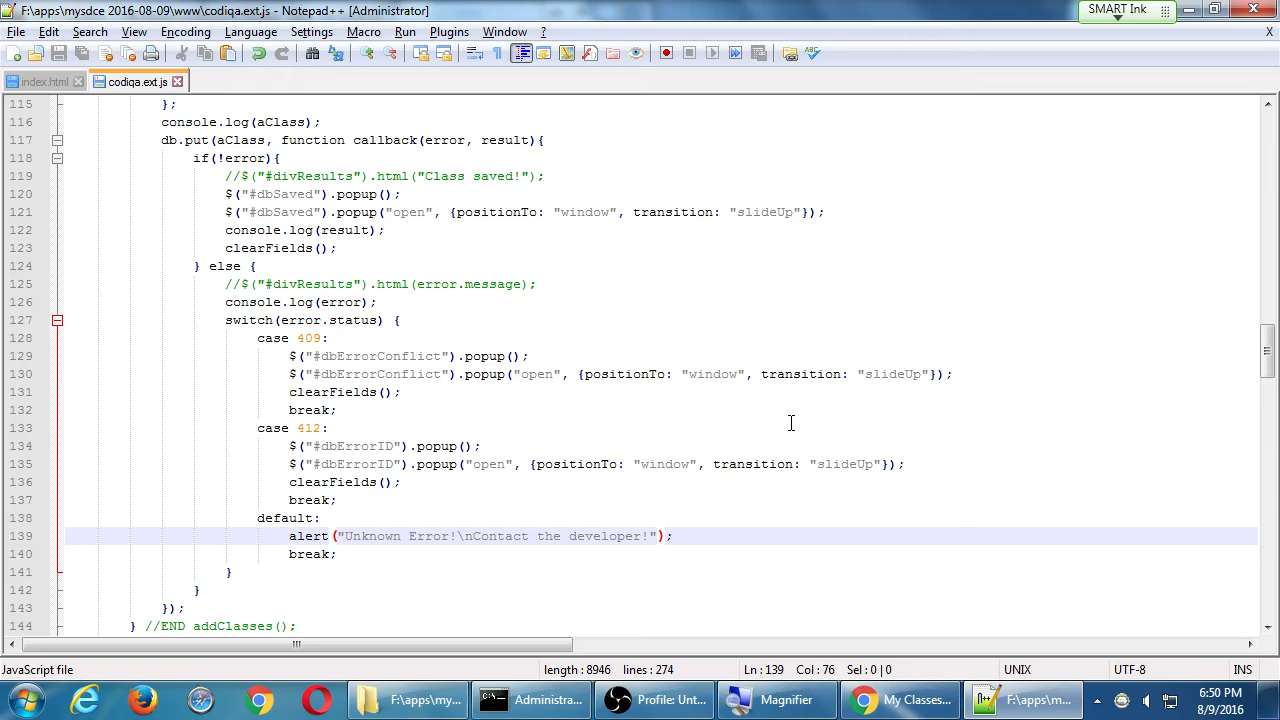 F:\apps\mysdce 2016-08-09\www\codiqa.ext.js - Notepad++ [Administrator]
SMART Ink
File Edit Search View Encoding Language Settings Macro Run Plugins Window ? X
index.html codiqa.ext.js
115 };
116 console.log(aClass);
117 db.put(aClass, function callback(error, result){
118 if(!error){
119 //$("#divResults").html("Class saved!");
120 $("#dbSaved").popup();
121 $("#dbSaved").popup("open", {positionTo: "window", transition: "slideUp"});
122 console.log(result);
123 clearFields();
124 } else {
125 //$("#divResults").html(error.message);
126 console.log(error);
127 switch(error.status) {
128 case 409:
129 $("#dbErrorConflict").popup();
130 $("#dbErrorConflict").popup("open", {positionTo: "window", transition: "slideUp"});
131 clearFields();
132 break;
133 case 412:
134 $("#dbErrorID").popup();
135 $("#dbErrorID").popup("open", {positionTo: "window", transition: "slideUp"});
136 clearFields();
137 break;
138 default:
139 alert("Unknown Error!\nContact the developer!");
140 break;
141 }
142 }
143 });
144 } //END addClasses();
JavaScript file length : 8946 lines : 274 Ln : 139 Col : 76 Sel : 0 | 0 UNIX UTF-8 INS
F:\apps\my... Administra... Profile: Unt... Magnifier My Classes... F:\apps\m... 6:50 PM
8/9/2016